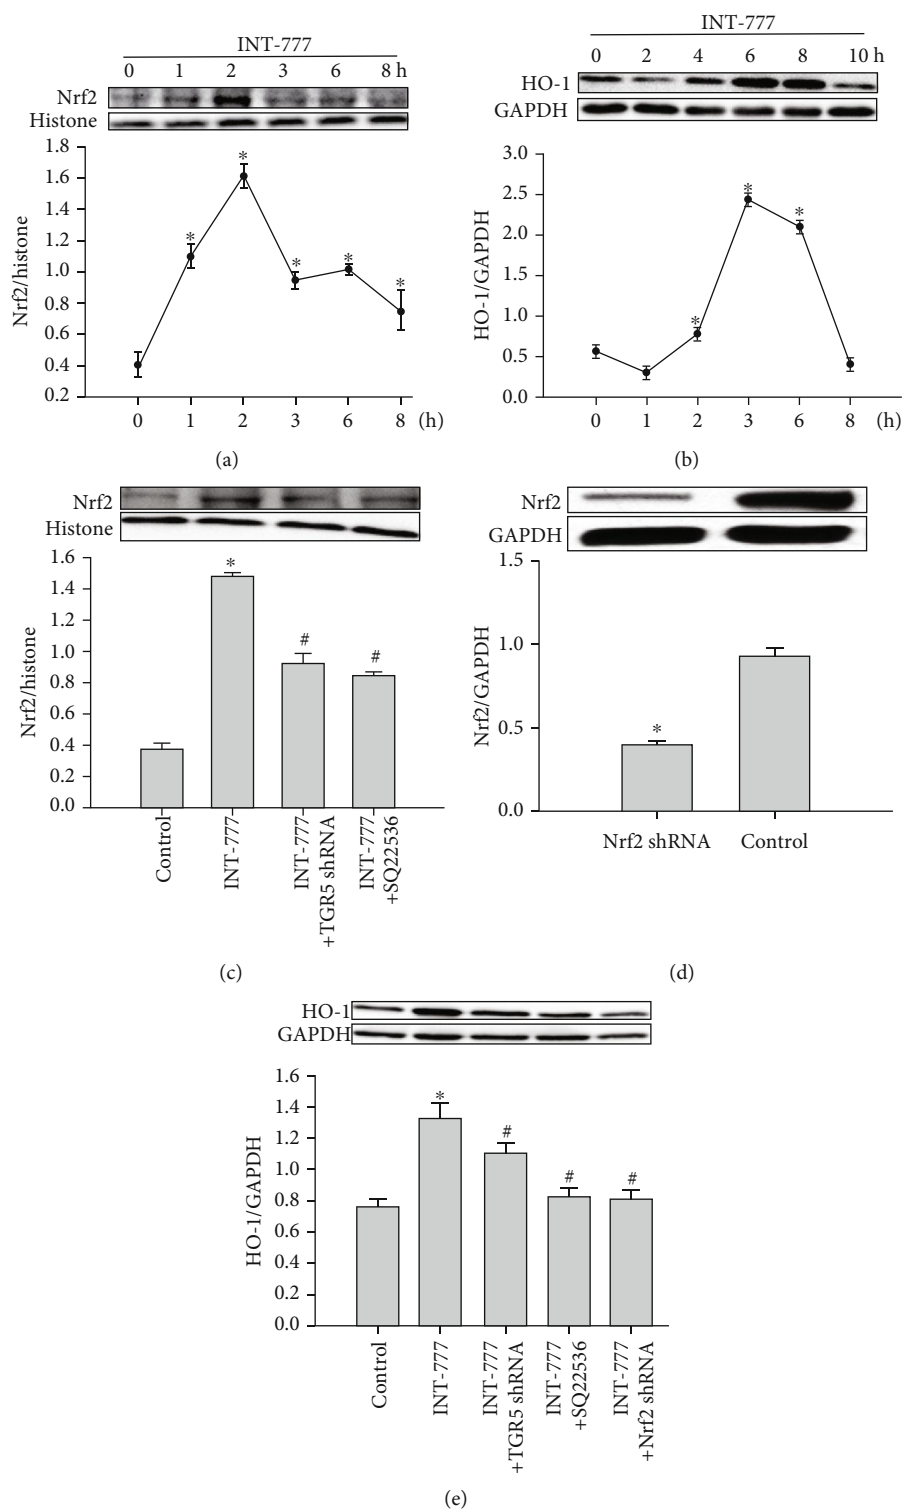 INT-777
0 1 2 3 6 8 h
Nrf2
Histone
1.8
1.6
1.4
1.2
1.0
0.8
0.6
0.4
0.2
Nrf2/histone
* * * * *
0 1 2 3 6 8 (h)
(a)
INT-777
0 2 4 6 8 10 h
HO-1
GAPDH
3.0
2.5
2.0
1.5
1.0
0.5
0.0
HO-1/GAPDH
* * *
0 1 2 3 6 8 (h)
(b)
Nrf2
Histone
1.6
1.4
1.2
1.0
0.8
0.6
0.4
0.2
0.0
Nrf2/histone
* # #
Control
INT-777
INT-777
+TGR5 shRNA
INT-777
+SQ22536
(c)
Nrf2
GAPDH
1.5
1.0
0.5
0.0
Nrf2/GAPDH
*
Nrf2 shRNA Control
(d)
HO-1
GAPDH
1.6
1.4
1.2
1.0
0.8
0.6
0.4
0.2
0.0
HO-1/GAPDH
* # # #
Control
INT-777
INT-777
+TGR5 shRNA
INT-777
+SQ22536
INT-777
+Nrf2 shRNA
(e)